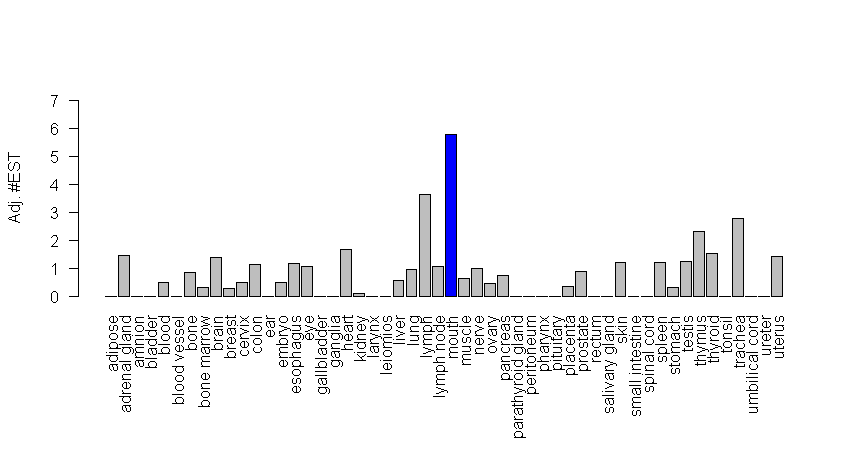 Adj. #EST
7
6
5
4
3
2
1
0
adipose
adrenal gland
amnion
bladder
blood
blood vessel
bone
bone marrow
brain
breast
cervix
colon
ear
embryo
esophagus
eye
gallbladder
ganglia
heart
kidney
larynx
leiomios
liver
lung
lymph
lymph node
mouth
muscle
nerve
ovary
pancreas
parathyroid gland
peritoneum
pharynx
pituitary
placenta
prostate
rectum
salivary gland
skin
small intestine
spinal cord
spleen
stomach
testis
thymus
thyroid
tonsil
trachea
umbilical cord
ureter
uterus